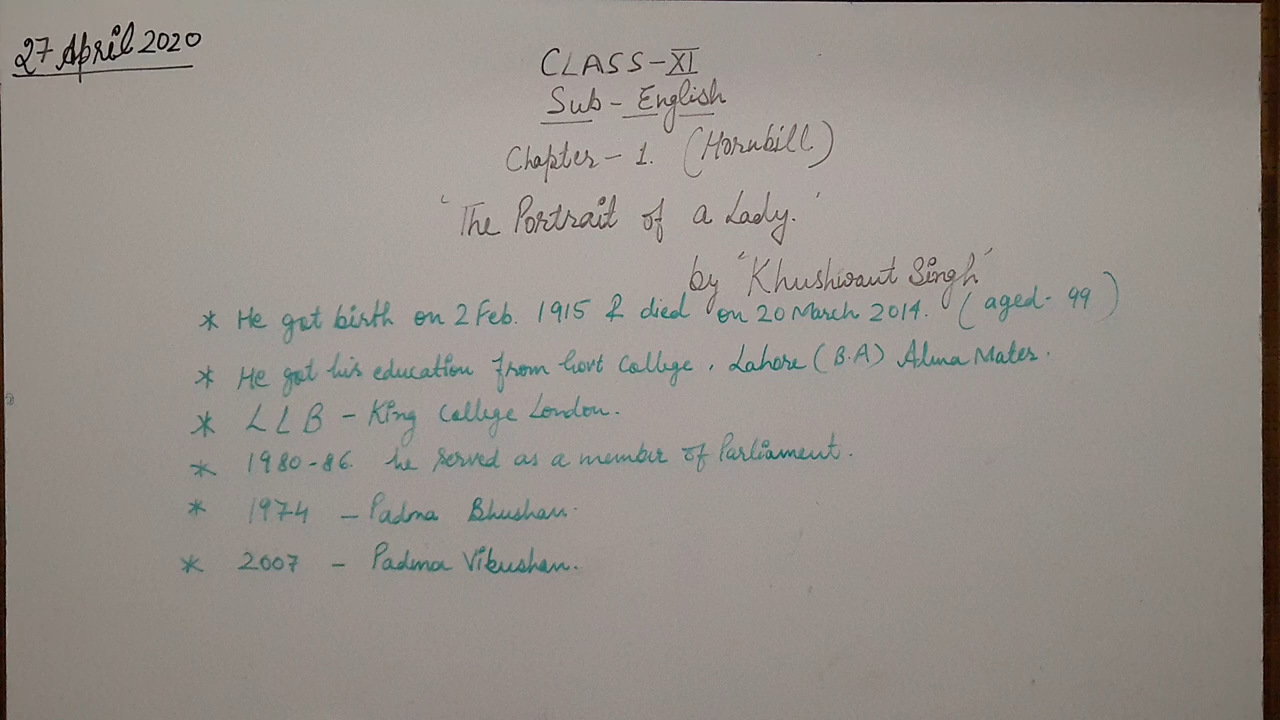 27 April 2020
CLASS-XI
Sub - English
Chapter - 1. (Hornbill.)
'The Portrait of a Lady.'
by "Khushwant Singh"
* He got birth on 2 Feb. 1915 & died on 20 March 2014. (aged- 99)
* He got his education from Govt College, Lahore (B.A) Alma Mater.
* LLB - King College London.
* 1980-86. he served as a member of Parliament.
* 1974 - Padma Bhushan.
* 2007 - Padma Vibushan.